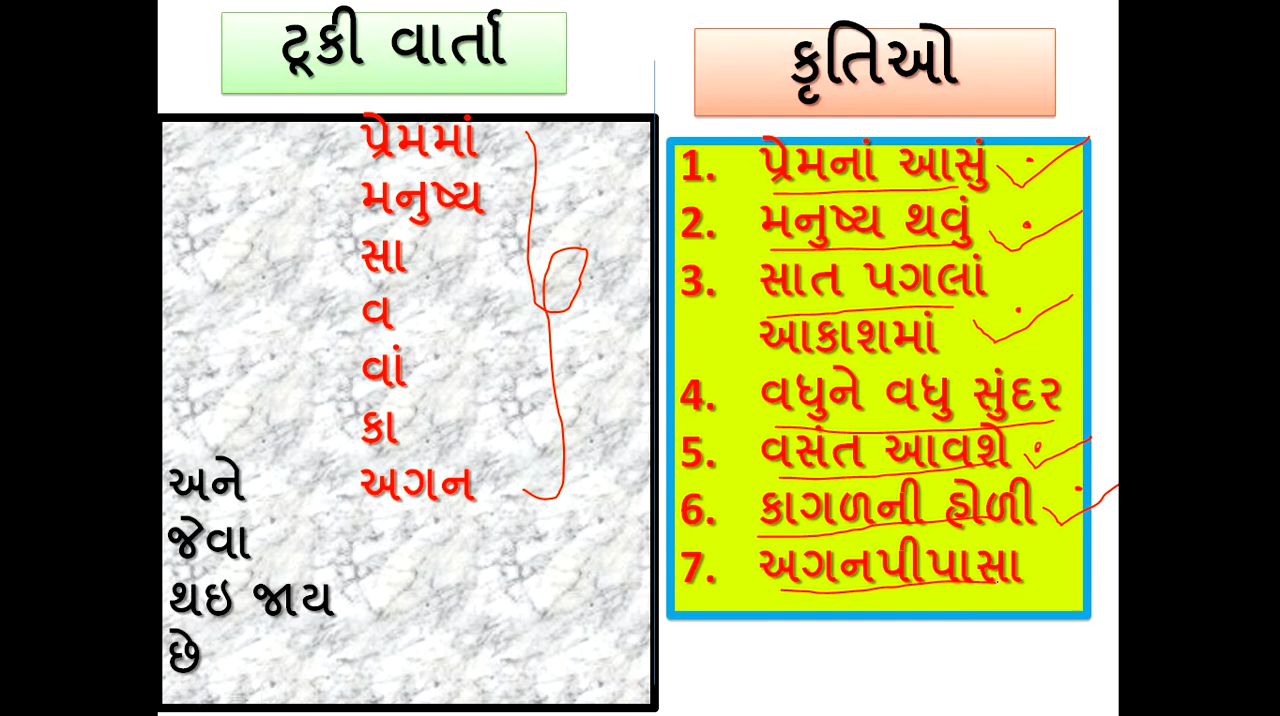 ટૂકી વાર્તા
પ્રેમમાં
મનુષ્ય
સા
વ
વાં
કા
અને અગન
જેવા
થઇ જાય
છે
કૃતિઓ
1. પ્રેમનાં આસું
2. મનુષ્ય થવું
3. સાત પગલાં
આકાશમાં
4. વધુને વધુ સુંદર
5. વસંત આવશે
6. કાગળની હોળી
7. અગનપીપાસા